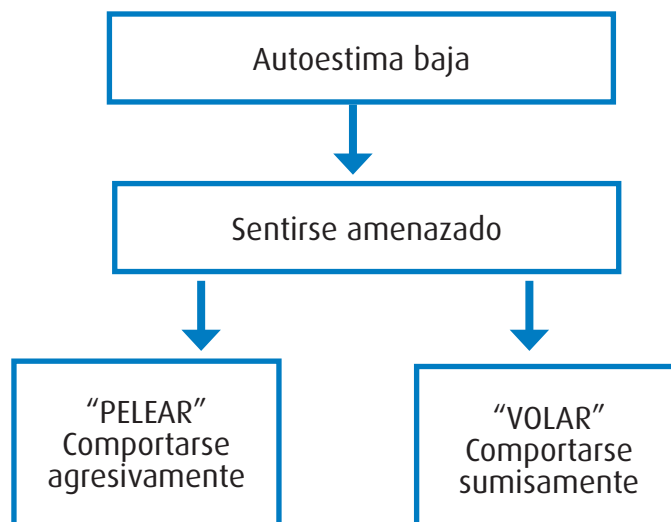 Autoestima baja
Sentirse amenazado
“PELEAR”
Comportarse
agresivamente
“VOLAR”
Comportarse
sumisamente